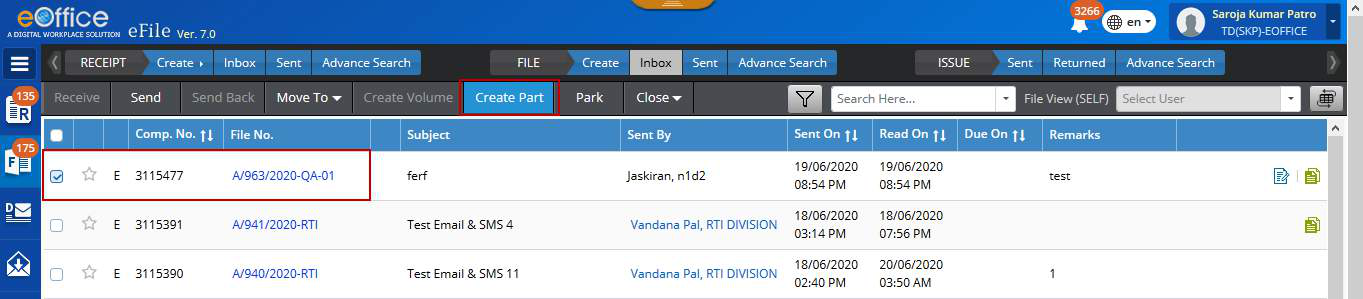 eOffice
A DIGITAL WORKPLACE SOLUTION
eFile Ver. 7.0
3266
en
Saroja Kumar Patro
TD(SKP)-EOFFICE
RECEIPT Create Inbox Sent Advance Search
FILE Create Inbox Sent Advance Search
ISSUE Sent Returned Advance Search
Receive Send Send Back Move To Create Volume Create Part Park Close
Search Here...
File View (SELF) Select User
135
R
175
F
D
Comp. No. File No. Subject Sent By Sent On Read On Due On Remarks
E 3115477 A/963/2020-QA-01 ferf Jaskiran, n1d2 19/06/2020 19/06/2020 test
08:54 PM 08:54 PM
E 3115391 A/941/2020-RTI Test Email & SMS 4 Vandana Pal, RTI DIVISION 18/06/2020 18/06/2020
03:14 PM 07:56 PM
E 3115390 A/940/2020-RTI Test Email & SMS 11 Vandana Pal, RTI DIVISION 18/06/2020 20/06/2020 1
02:40 PM 03:50 AM